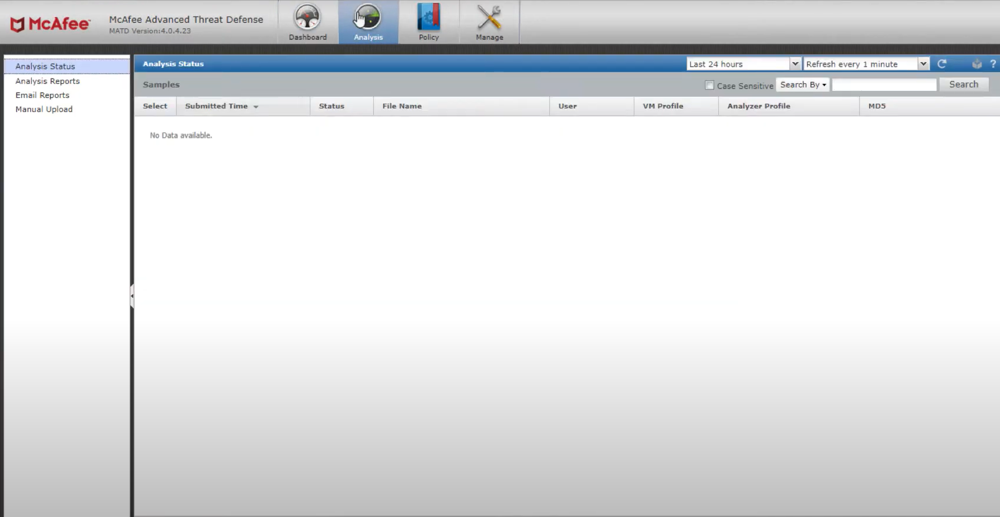 McAfee
McAfee Advanced Threat Defense
MATD Version:4.0.4.23
Dashboard
Analysis
Policy
Manage
Analysis Status
Analysis Reports
Email Reports
Manual Upload
Analysis Status
Last 24 hours
Refresh every 1 minute
?
Samples
Case Sensitive
Search By
Search
Select
Submitted Time
Status
File Name
User
VM Profile
Analyzer Profile
MD5
No Data available.